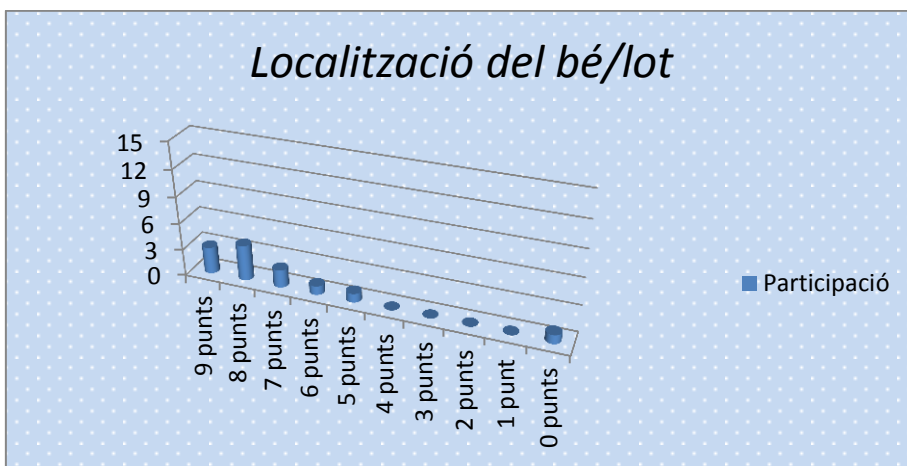 Localització del bé/lot
15
12
9
6
3
0
9 punts
8 punts
7 punts
6 punts
5 punts
4 punts
3 punts
2 punts
1 punt
0 punts
Participació